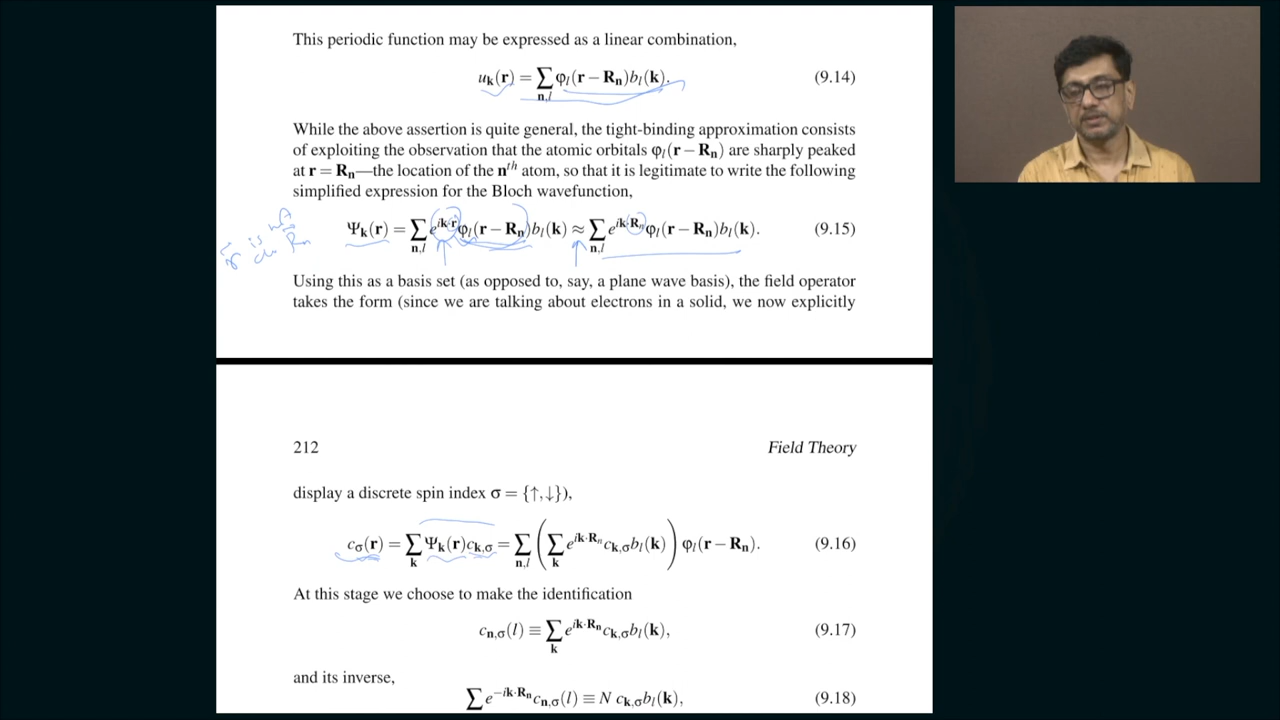 This periodic function may be expressed as a linear combination,
u_k(r) = ∑_{n,l} φ_l(r − R_n)b_l(k). (9.14)
While the above assertion is quite general, the tight-binding approximation consists
of exploiting the observation that the atomic orbitals φ_l(r − R_n) are sharply peaked
at r = R_n—the location of the n^{th} atom, so that it is legitimate to write the following
simplified expression for the Bloch wavefunction,
Ψ_k(r) = ∑_{n,l} e^{ik·r}φ_l(r − R_n)b_l(k) ≈ ∑_{n,l} e^{ik·R_n}φ_l(r − R_n)b_l(k). (9.15)
r is
R_n
Using this as a basis set (as opposed to, say, a plane wave basis), the field operator
takes the form (since we are talking about electrons in a solid, we now explicitly
212 Field Theory
display a discrete spin index σ = {↑,↓}),
c_σ(r) = ∑_k Ψ_k(r)c_{k,σ} = ∑_{n,l} (∑_k e^{ik·R_n}c_{k,σ}b_l(k)) φ_l(r − R_n). (9.16)
At this stage we choose to make the identification
c_{n,σ}(l) ≡ ∑_k e^{ik·R_n}c_{k,σ}b_l(k), (9.17)
and its inverse,
∑ e^{−ik·R_n}c_{n,σ}(l) ≡ N c_{k,σ}b_l(k), (9.18)